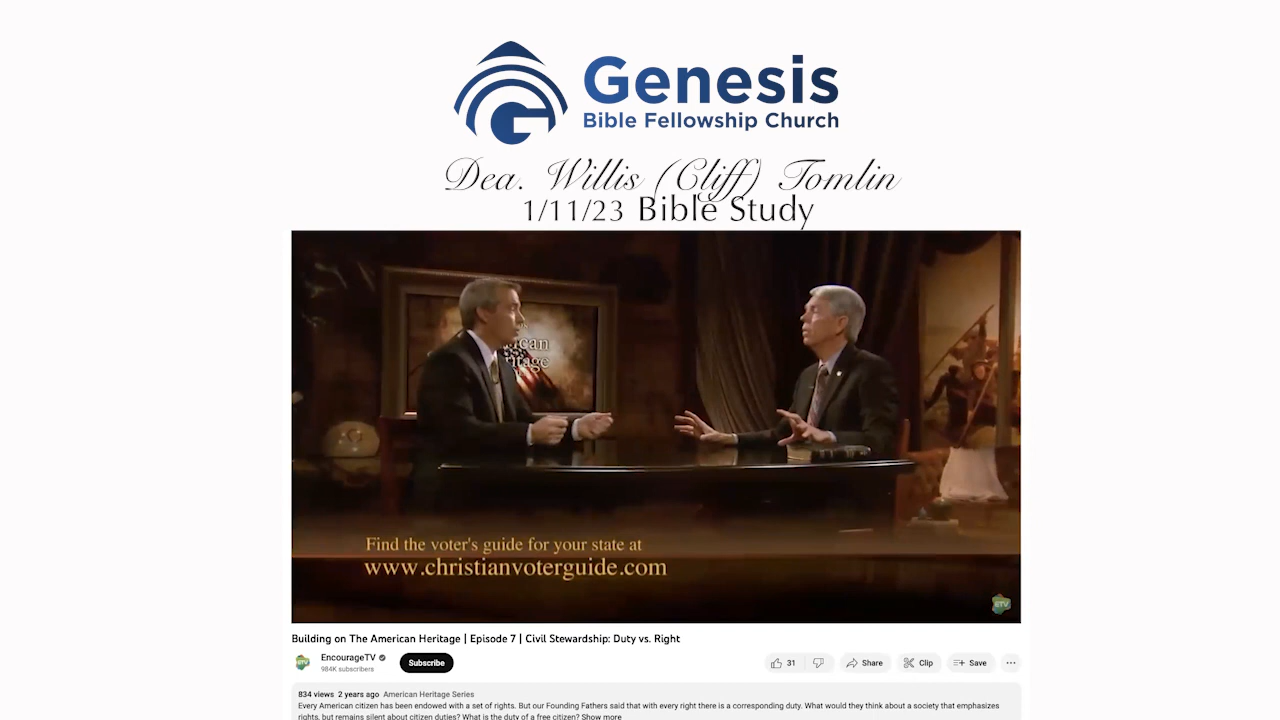 Genesis
Bible Fellowship Church
Dea. Willis (Cliff) Tomlin
1/11/23 Bible Study
Find the voter's guide for your state at
www.christianvoterguide.com
ETV
Building on The American Heritage | Episode 7 | Civil Stewardship: Duty vs. Right
EncourageTV
984K subscribers
Subscribe
31
Share
Clip
Save
834 views 2 years ago American Heritage Series
Every American citizen has been endowed with a set of rights. But our Founding Fathers said that with every right there is a corresponding duty. What would they think about a society that emphasizes
rights, but remains silent about citizen duties? What is the duty of a free citizen? Show more